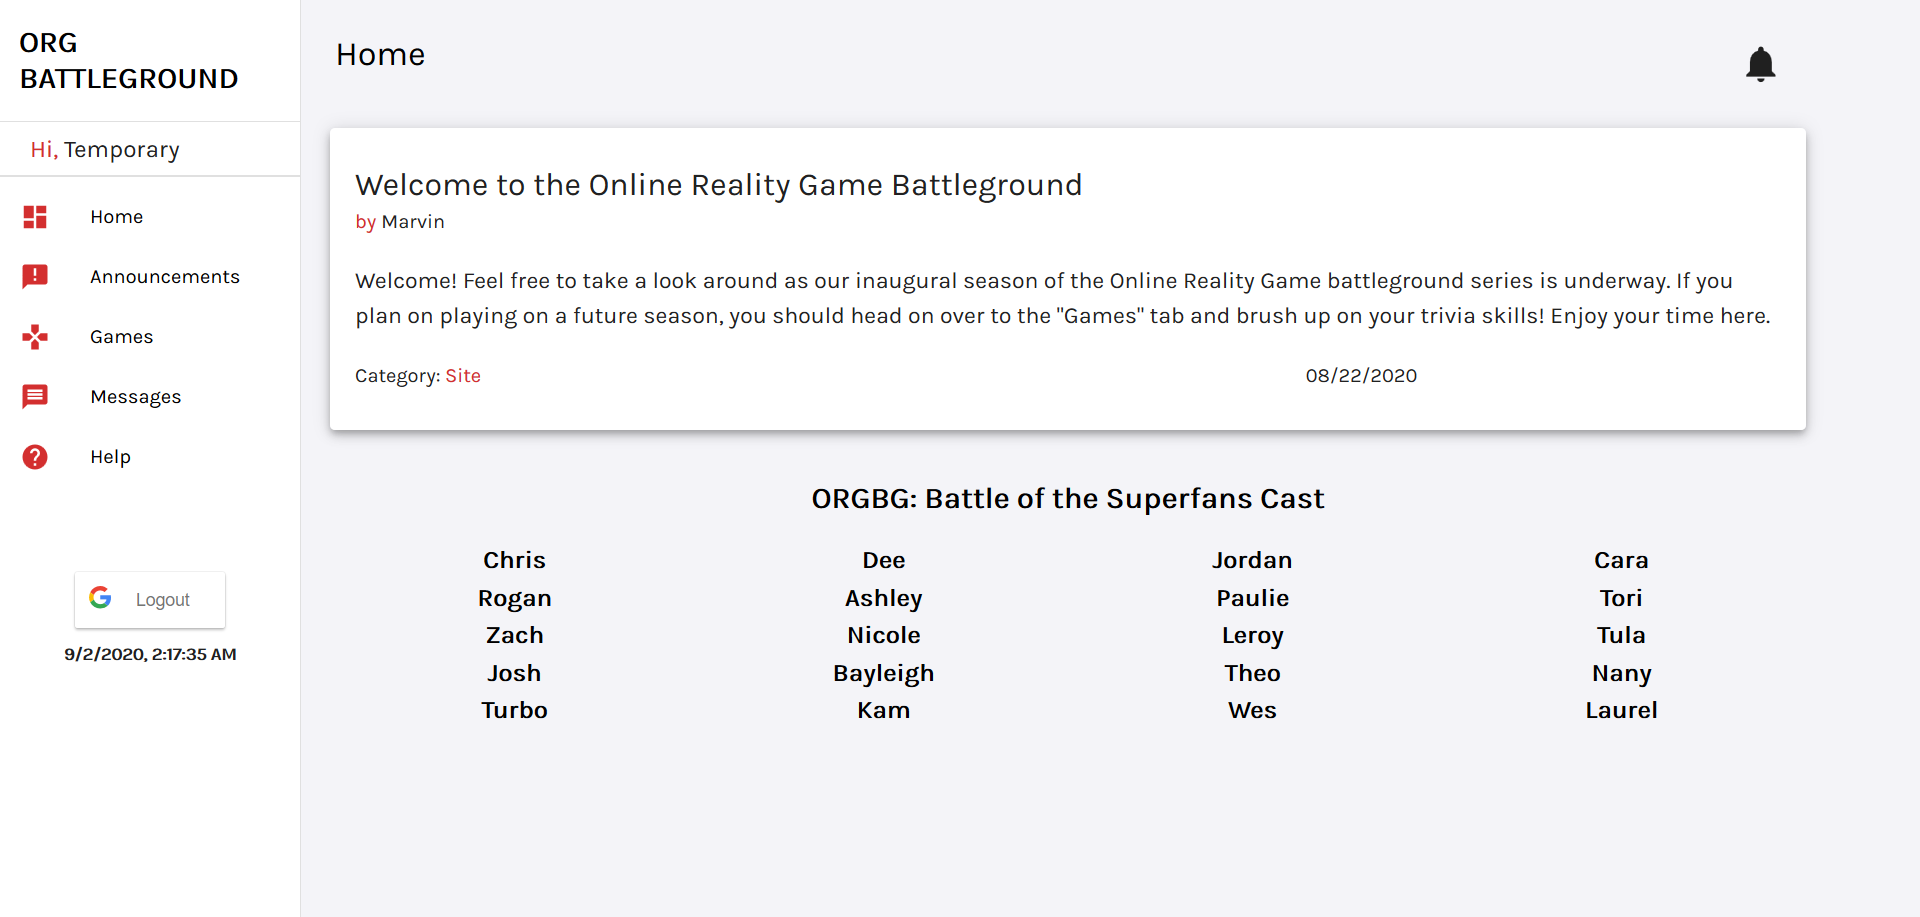 ORG
BATTLEGROUND
Hi, Temporary
Home
Announcements
Games
Messages
Help
Logout
9/2/2020, 2:17:35 AM
Home
Welcome to the Online Reality Game Battleground
by Marvin
Welcome! Feel free to take a look around as our inaugural season of the Online Reality Game battleground series is underway. If you
plan on playing on a future season, you should head on over to the "Games" tab and brush up on your trivia skills! Enjoy your time here.
Category: Site 08/22/2020
ORGBG: Battle of the Superfans Cast
Chris Dee Jordan Cara
Rogan Ashley Paulie Tori
Zach Nicole Leroy Tula
Josh Bayleigh Theo Nany
Turbo Kam Wes Laurel